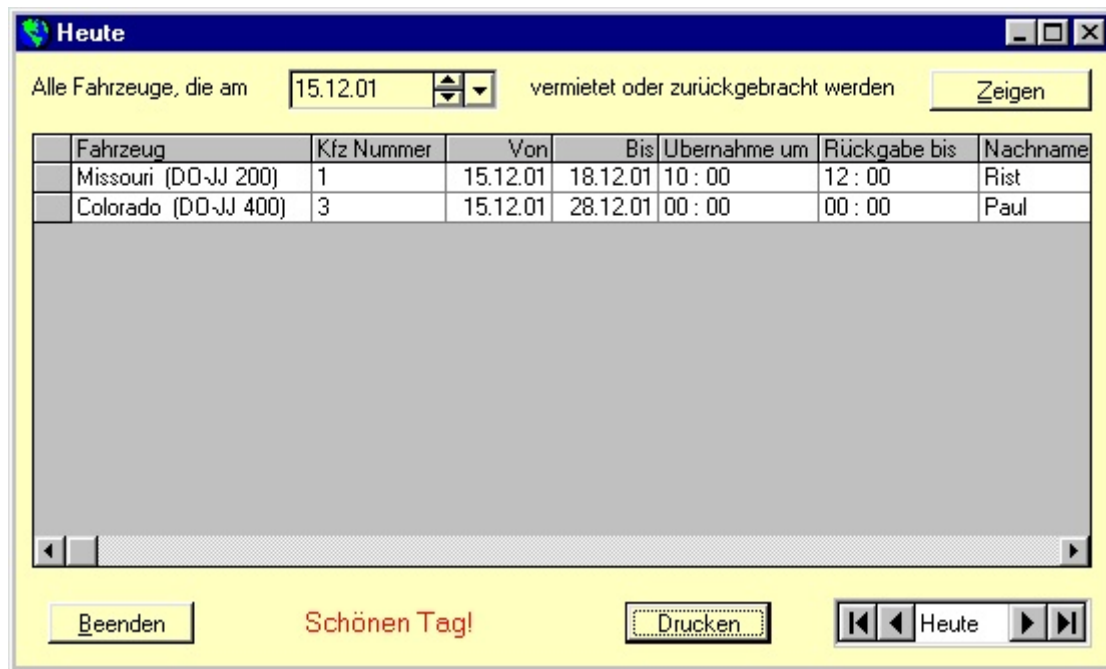 Heute
Alle Fahrzeuge, die am 15.12.01 vermietet oder zurückgebracht werden Zeigen
Fahrzeug Kfz Nummer Von Bis Übernahme um Rückgabe bis Nachname
Missouri (DO-JJ 200) 1 15.12.01 18.12.01 10 : 00 12 : 00 Rist
Colorado (DO-JJ 400) 3 15.12.01 28.12.01 00 : 00 00 : 00 Paul
Beenden Schönen Tag! Drucken Heute